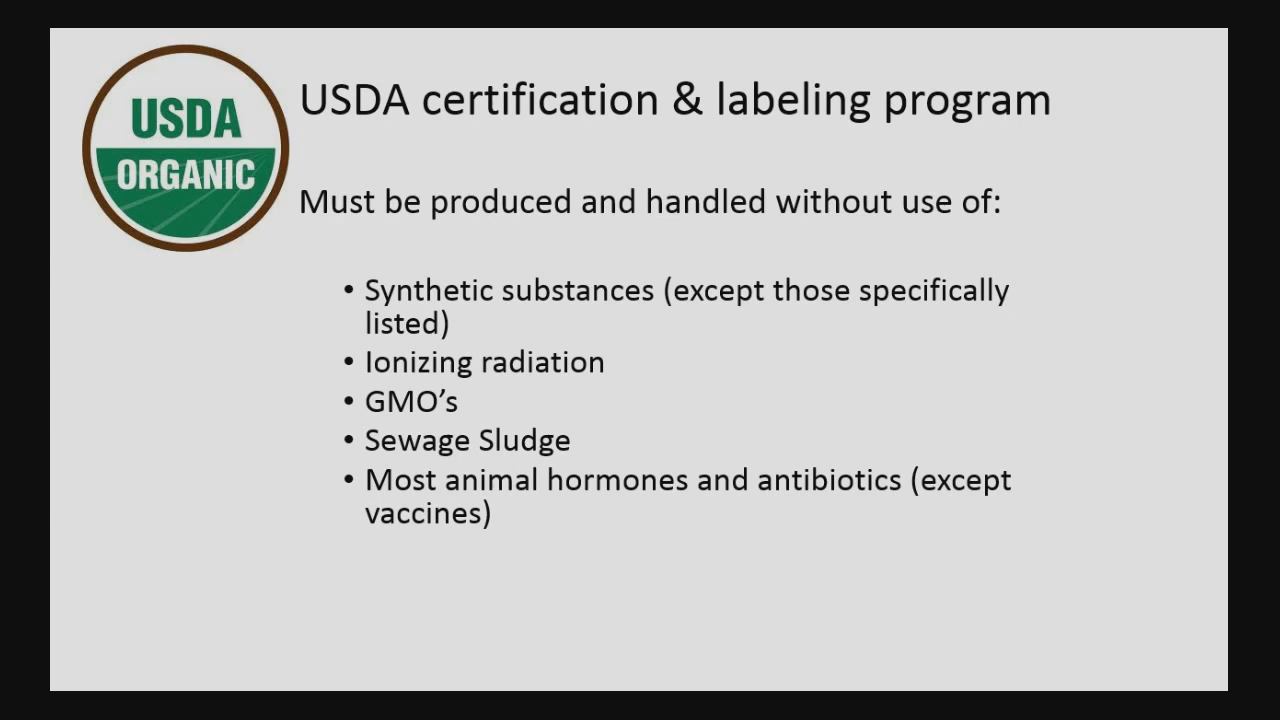 USDA
ORGANIC
USDA certification & labeling program
Must be produced and handled without use of:
• Synthetic substances (except those specifically
listed)
• Ionizing radiation
• GMO’s
• Sewage Sludge
• Most animal hormones and antibiotics (except
vaccines)